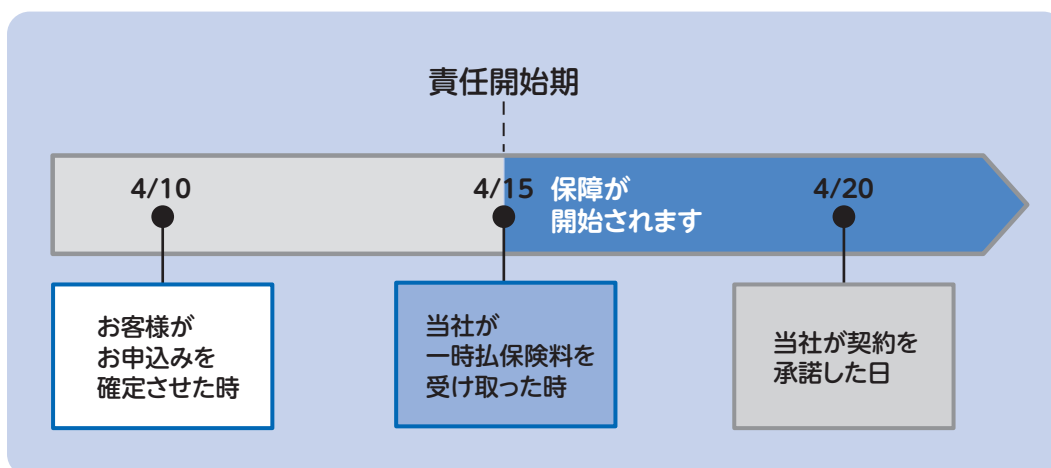 責任開始期
4/10
4/15
保障が
開始されます
4/20
お客様が
お申込みを
確定させた時
当社が
一時払保険料を
受け取った時
当社が契約を
承諾した日